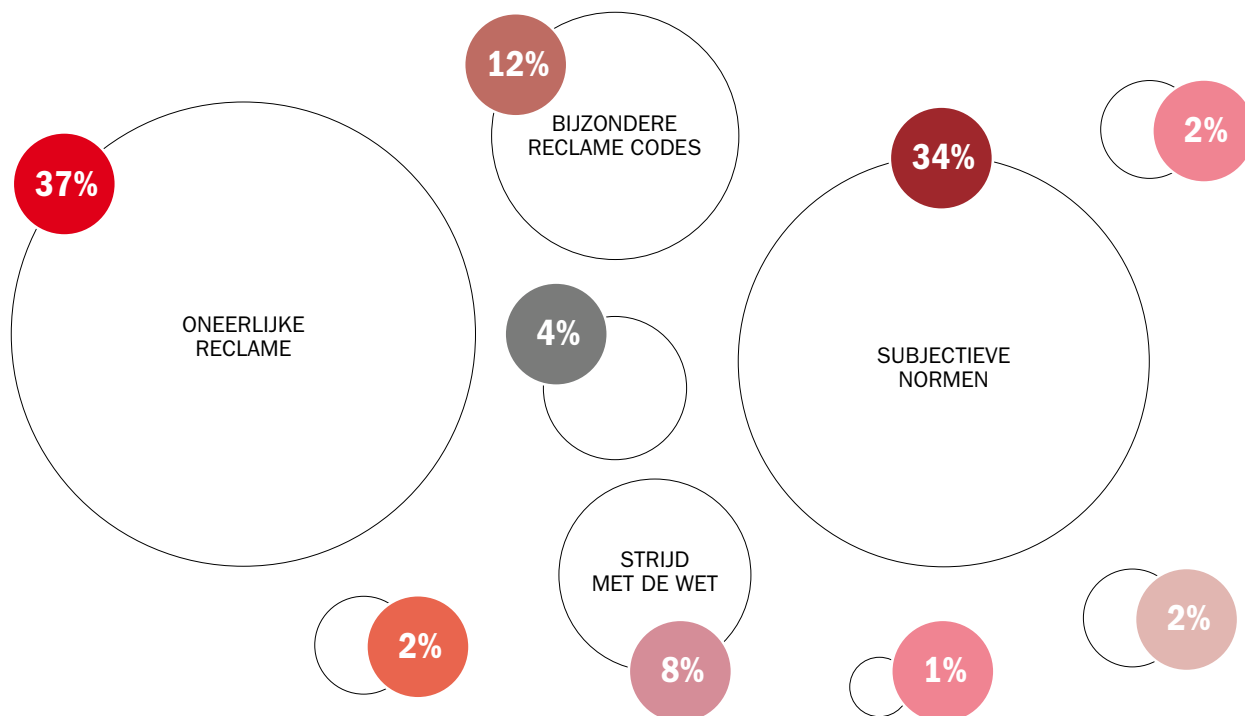 12%
BIJZONDERE
RECLAME CODES
2%
34%
37%
ONEERLIJKE
RECLAME
4%
SUBJECTIEVE
NORMEN
STRIJD
MET DE WET
2%
8%
1%
2%